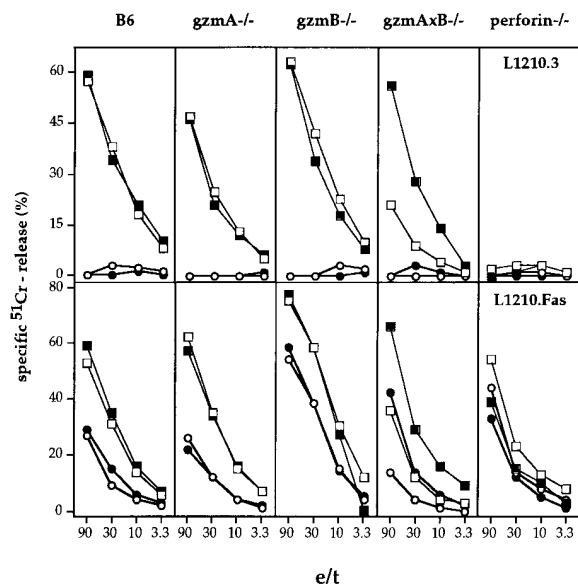 B6 gzmA-/- gzmB-/- gzmAxB-/- perforin-/-
L1210.3
60
45
30
15
0
specific ⁵¹Cr - release (%)
L1210.Fas
80
60
40
20
0
90 30 10 3.3 90 30 10 3.3 90 30 10 3.3 90 30 10 3.3 90 30 10 3.3
e/t